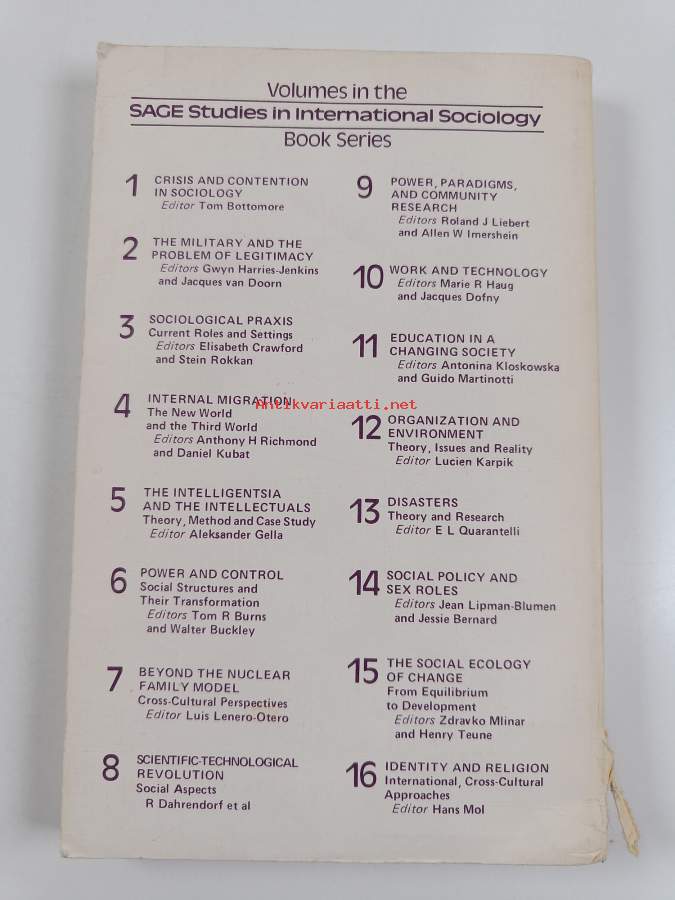 Volumes in the
SAGE Studies in International Sociology
Book Series
1 CRISIS AND CONTENTION
IN SOCIOLOGY
Editor Tom Bottomore
2 THE MILITARY AND THE
PROBLEM OF LEGITIMACY
Editors Gwyn Harries-Jenkins
and Jacques van Doorn
3 SOCIOLOGICAL PRAXIS
Current Roles and Settings
Editors Elisabeth Crawford
and Stein Rokkan
4 INTERNAL MIGRATION
The New World
and the Third World
Editors Anthony H Richmond
and Daniel Kubat
5 THE INTELLIGENTSIA
AND THE INTELLECTUALS
Theory, Method and Case Study
Editor Aleksander Gella
6 POWER AND CONTROL
Social Structures and
Their Transformation
Editors Tom R Burns
and Walter Buckley
7 BEYOND THE NUCLEAR
FAMILY MODEL
Cross-Cultural Perspectives
Editor Luis Lenero-Otero
8 SCIENTIFIC-TECHNOLOGICAL
REVOLUTION
Social Aspects
R Dahrendorf et al
9 POWER, PARADIGMS,
AND COMMUNITY
RESEARCH
Editors Roland J Liebert
and Allen W Imershein
10 WORK AND TECHNOLOGY
Editors Marie R Haug
and Jacques Dofny
11 EDUCATION IN A
CHANGING SOCIETY
Editors Antonina Kloskowska
and Guido Martinotti
12 ORGANIZATION AND
ENVIRONMENT
Theory, Issues and Reality
Editor Lucien Karpik
13 DISASTERS
Theory and Research
Editor E L Quarantelli
14 SOCIAL POLICY AND
SEX ROLES
Editors Jean Lipman-Blumen
and Jessie Bernard
15 THE SOCIAL ECOLOGY
OF CHANGE
From Equilibrium
to Development
Editors Zdravko Mlinar
and Henry Teune
16 IDENTITY AND RELIGION
International, Cross-Cultural
Approaches
Editor Hans Mol
Antikvariaatti.net